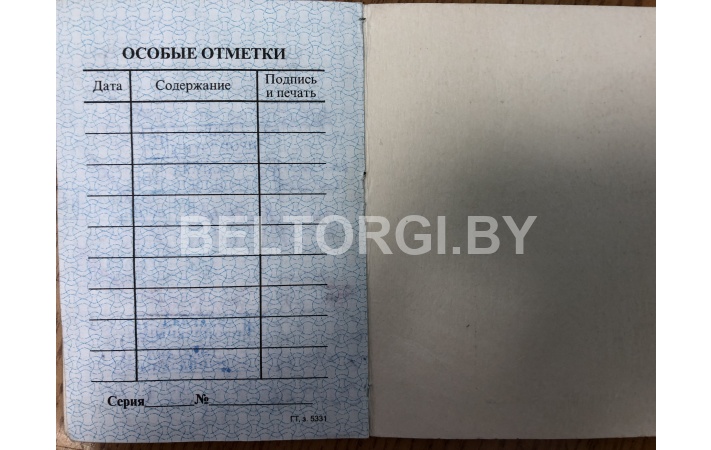 ОСОБЫЕ ОТМЕТКИ
Дата Содержание Подпись и печать
BELTORGI.BY
Серия № 
ГТ, з. 5331